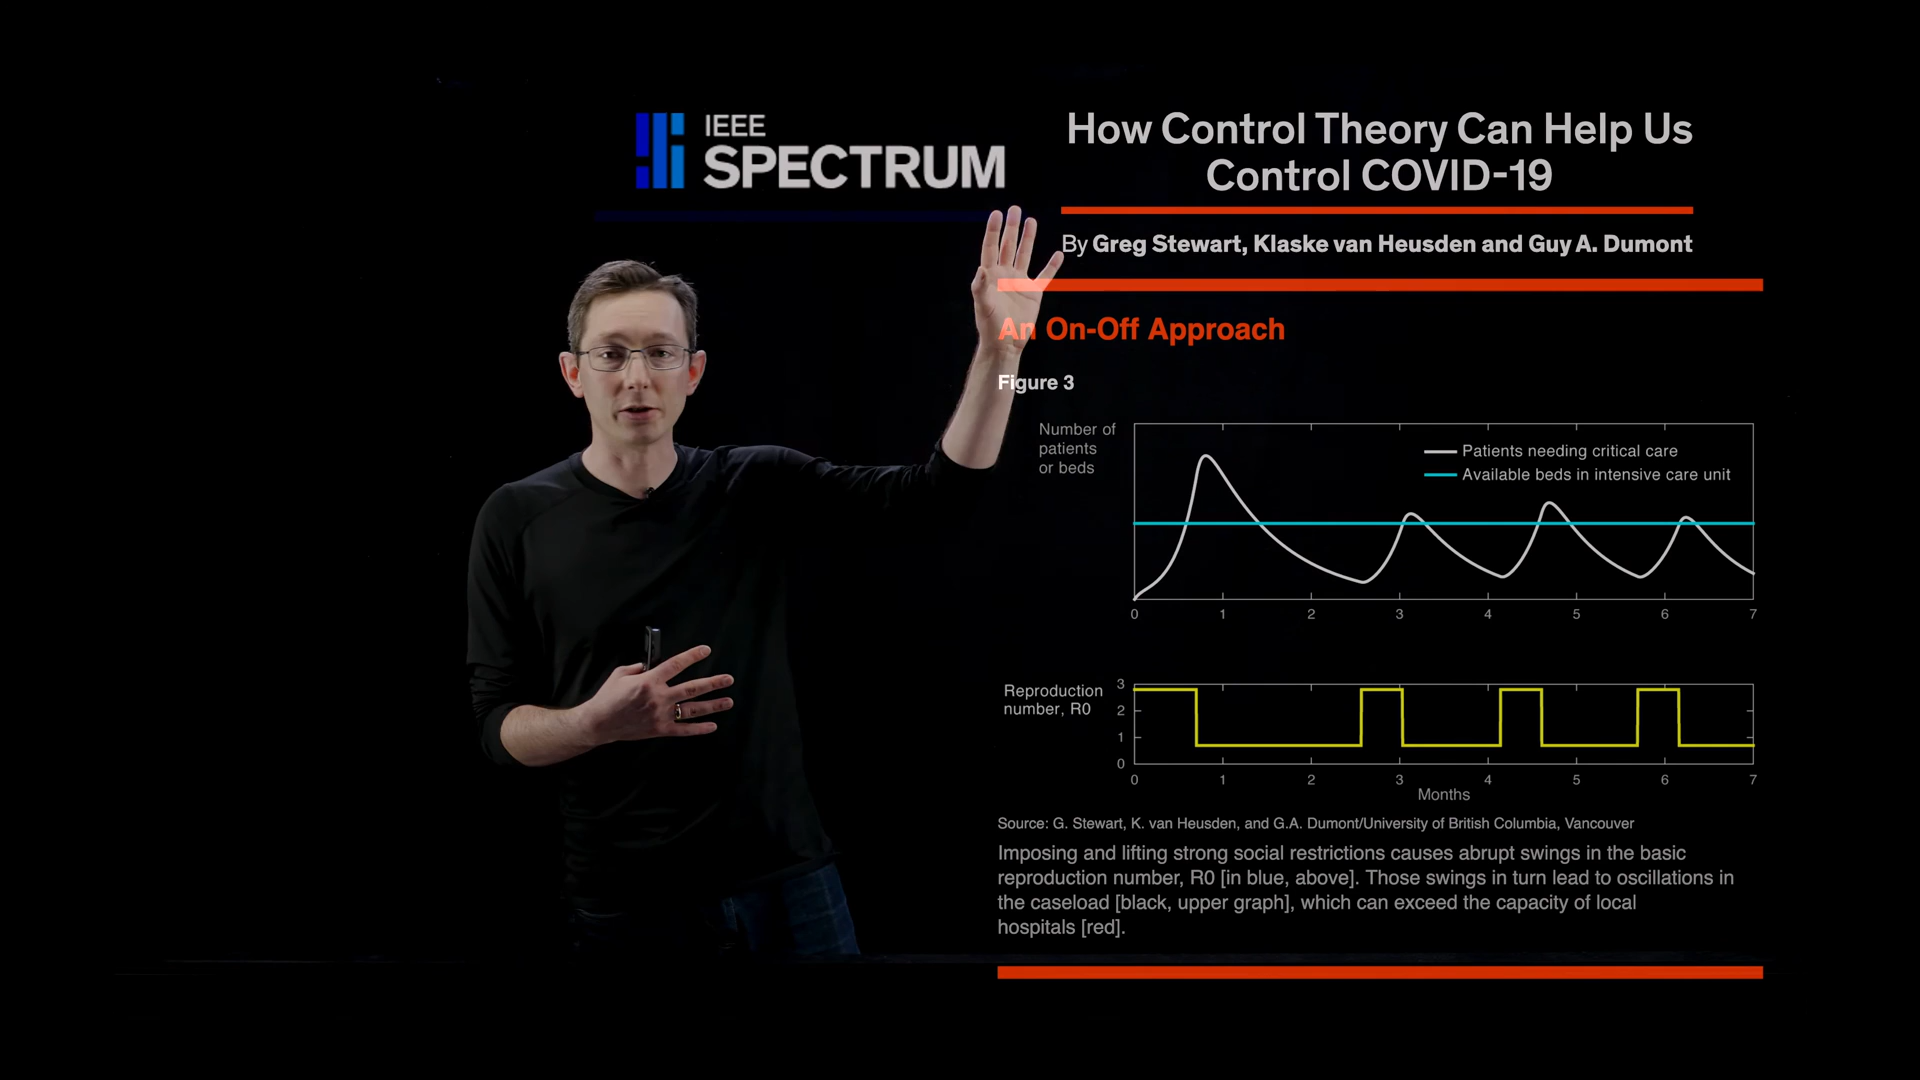 IEEE
SPECTRUM
How Control Theory Can Help Us
Control COVID-19
By Greg Stewart, Klaske van Heusden and Guy A. Dumont
An On-Off Approach
Figure 3
Number of
patients
or beds
Patients needing critical care
Available beds in intensive care unit
0 1 2 3 4 5 6 7
Reproduction
number, R0
3
2
1
0
0 1 2 3 4 5 6 7
Months
Source: G. Stewart, K. van Heusden, and G.A. Dumont/University of British Columbia, Vancouver
Imposing and lifting strong social restrictions causes abrupt swings in the basic
reproduction number, R0 [in blue, above]. Those swings in turn lead to oscillations in
the caseload [black, upper graph], which can exceed the capacity of local
hospitals [red].